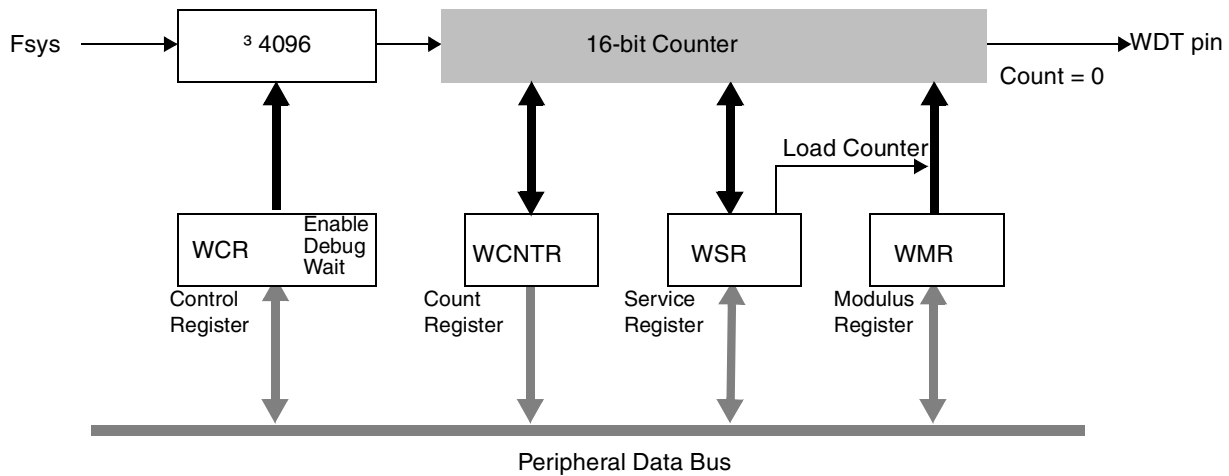 Fsys
³ 4096
16-bit Counter
WDT pin
Count = 0
Load Counter
WCR
Enable
Debug
Wait
WCNTR
WSR
WMR
Control
Register
Count
Register
Service
Register
Modulus
Register
Peripheral Data Bus